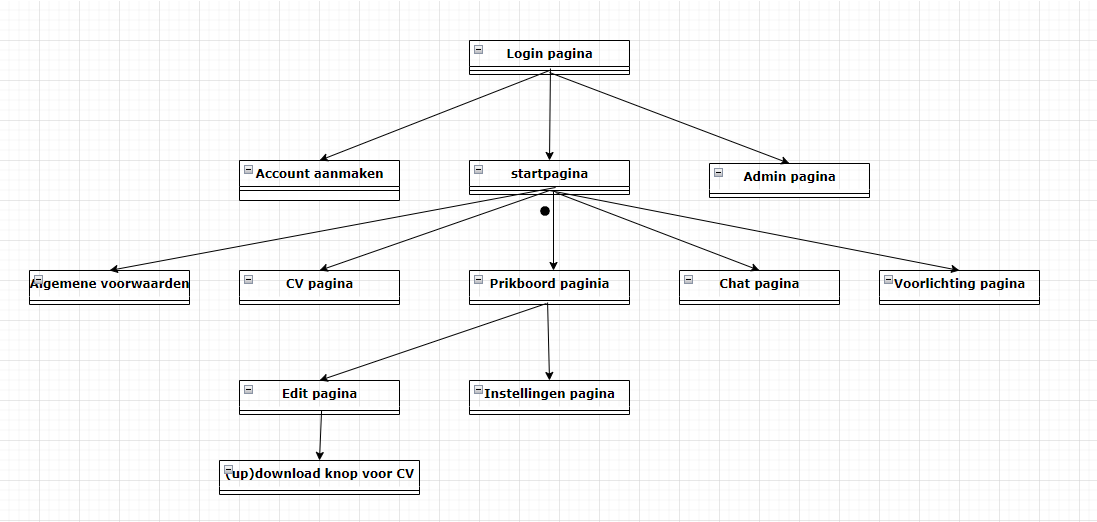 Login pagina
Account aanmaken
startpagina
Admin pagina
Algemene voorwaarden
CV pagina
Prikboord paginia
Chat pagina
Voorlichting pagina
Edit pagina
Instellingen pagina
(up)download knop voor CV